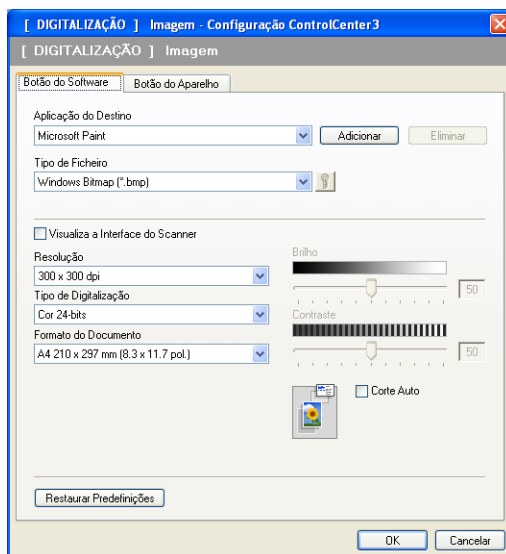 [ DIGITALIZAÇÃO ] Imagem - Configuração ControlCenter3
[ DIGITALIZAÇÃO ] Imagem
Botão do Software Botão do Aparelho
Aplicação do Destino
Microsoft Paint Adicionar Eliminar
Tipo de Ficheiro
Windows Bitmap (*.bmp)
Visualiza a Interface do Scanner
Resolução Brilho
300 x 300 dpi 50
Tipo de Digitalização
Cor 24-bits Contraste
Formato do Documento
A4 210 x 297 mm (8.3 x 11.7 pol.) 50
Corte Auto
Restaurar Predefinições
OK Cancelar